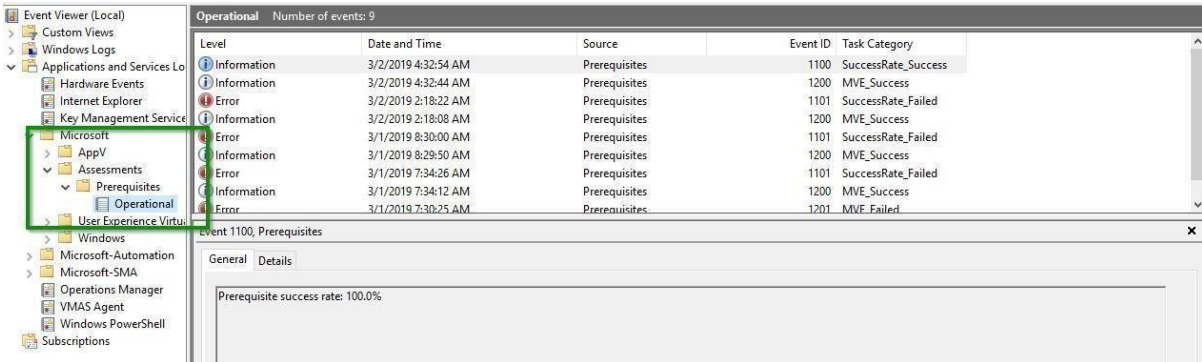 Event Viewer (Local)
Custom Views
Windows Logs
Applications and Services Lo
Hardware Events
Internet Explorer
Key Management Service
Microsoft
AppV
Assessments
Prerequisites
Operational
User Experience Virtua
Windows
Microsoft-Automation
Microsoft-SMA
Operations Manager
VMAS Agent
Windows PowerShell
Subscriptions
Operational Number of events: 9
Level Date and Time Source Event ID Task Category
Information 3/2/2019 4:32:54 AM Prerequisites 1100 SuccessRate_Success
Information 3/2/2019 4:32:44 AM Prerequisites 1200 MVE_Success
Error 3/2/2019 2:18:22 AM Prerequisites 1101 SuccessRate_Failed
Information 3/2/2019 2:18:08 AM Prerequisites 1200 MVE_Success
Error 3/1/2019 8:30:00 AM Prerequisites 1101 SuccessRate_Failed
Information 3/1/2019 8:29:50 AM Prerequisites 1200 MVE_Success
Error 3/1/2019 7:34:26 AM Prerequisites 1101 SuccessRate_Failed
Information 3/1/2019 7:34:12 AM Prerequisites 1200 MVE_Success
Error 3/1/2019 7:30:25 AM Prerequisites 1201 MVE_Failed
Event 1100, Prerequisites
General Details
Prerequisite success rate: 100.0%